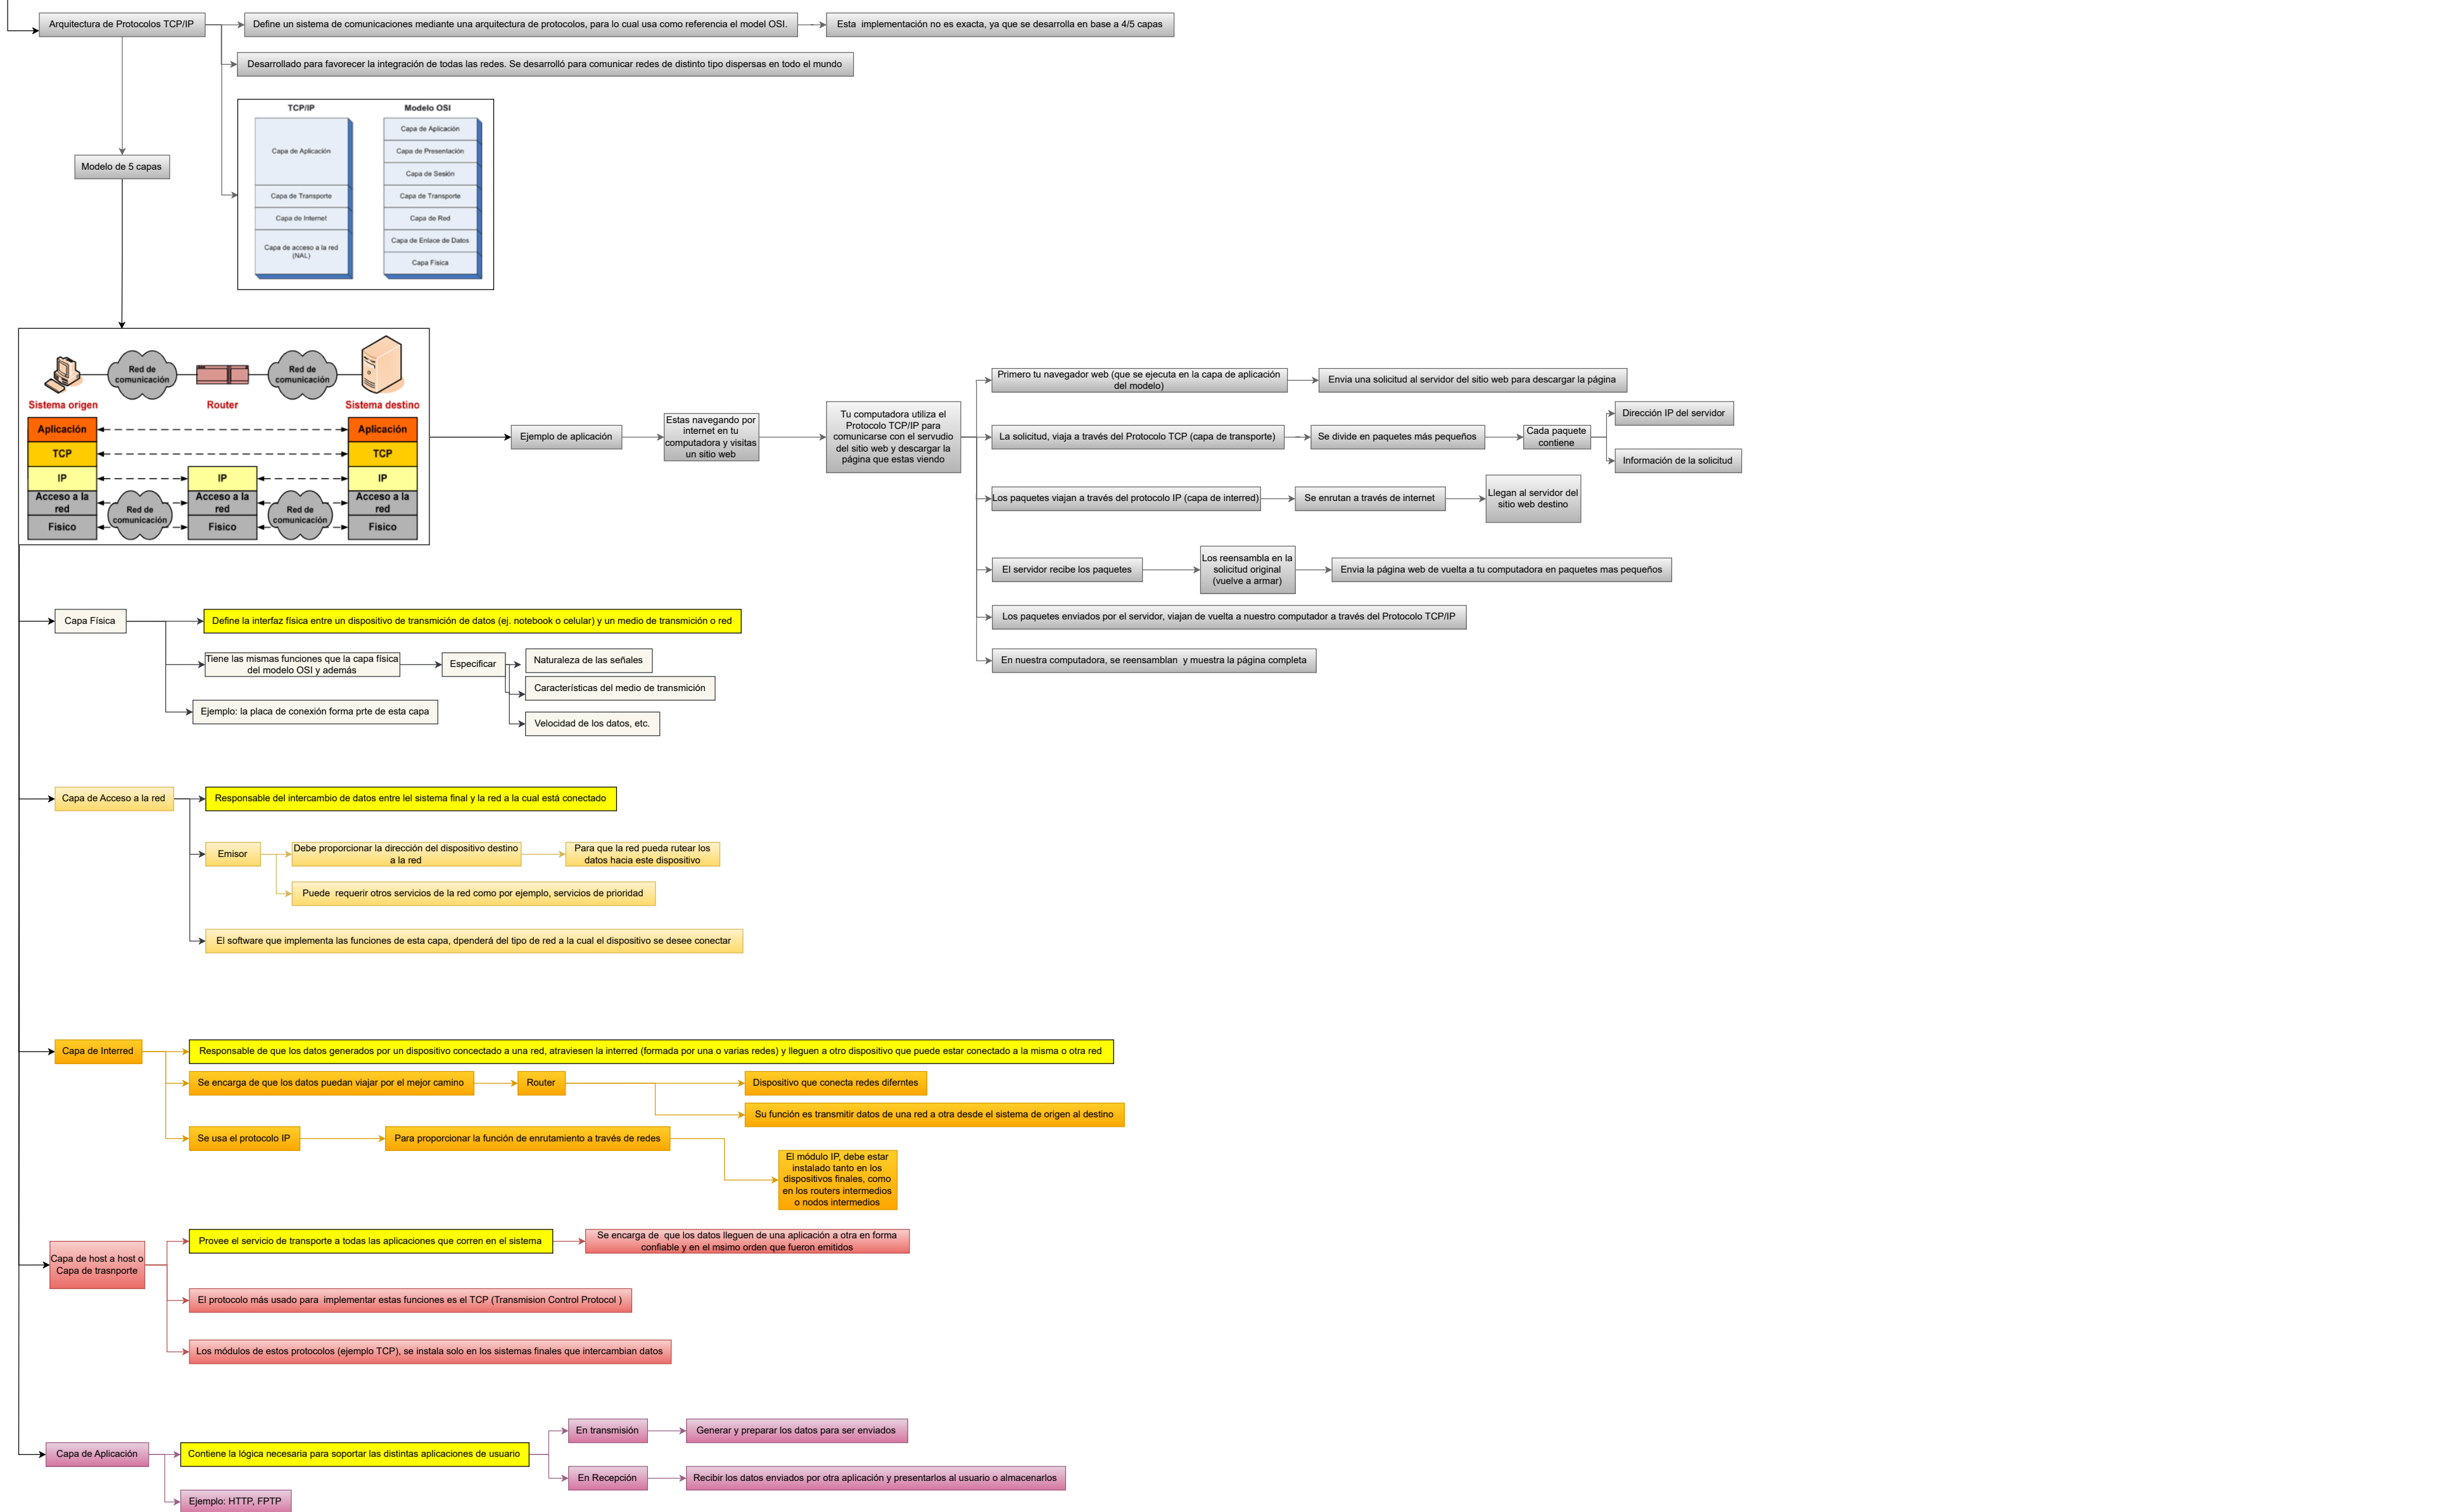 Arquitectura de Protocolos TCP/IP
Define un sistema de comunicaciones mediante una arquitectura de protocolos, para lo cual usa como referencia el model OSI.
Esta  implementación no es exacta, ya que se desarrolla en base a 4/5 capas
Desarrollado para favorecer la integración de todas las redes. Se desarrolló para comunicar redes de distinto tipo dispersas en todo el mundo
TCP/IP
Capa de Aplicación
Capa de Transporte
Capa de Internet
Capa de acceso a la red
(NAL)
Modelo OSI
Capa de Aplicación
Capa de Presentación
Capa de Sesión
Capa de Transporte
Capa de Red
Capa de Enlace de Datos
Capa Física
Modelo de 5 capas
Red de
comunicación
Red de
comunicación
Sistema origen
Router
Sistema destino
Aplicación
Aplicación
TCP
TCP
IP
IP
IP
Acceso a la
red
Acceso a la
red
Acceso a la
red
Red de
comunicación
Red de
comunicación
Fisico
Fisico
Fisico
Ejemplo de aplicación
Estas navegando por
internet en tu
computadora y visitas
un sitio web
Tu computadora utiliza el
Protocolo TCP/IP para
comunicarse con el servudio
del sitio web y descargar la
página que estas viendo
Primero tu navegador web (que se ejecuta en la capa de aplicación
del modelo)
Envia una solicitud al servidor del sitio web para descargar la página
La solicitud, viaja a través del Protocolo TCP (capa de transporte)
Se divide en paquetes más pequeños
Cada paquete
contiene
Dirección IP del servidor
Información de la solicitud
Los paquetes viajan a través del protocolo IP (capa de interred)
Se enrutan a través de internet
Llegan al servidor del
sitio web destino
El servidor recibe los paquetes
Los reensambla en la
solicitud original
(vuelve a armar)
Envia la página web de vuelta a tu computadora en paquetes mas pequeños
Los paquetes enviados por el servidor, viajan de vuelta a nuestro computador a través del Protocolo TCP/IP
En nuestra computadora, se reensamblan  y muestra la página completa
Capa Física
Define la interfaz física entre un dispositivo de transmición de datos (ej. notebook o celular) y un medio de transmición o red
Tiene las mismas funciones que la capa física
del modelo OSI y además
Especificar
Naturaleza de las señales
Características del medio de transmición
Velocidad de los datos, etc.
Ejemplo: la placa de conexión forma prte de esta capa
Capa de Acceso a la red
Responsable del intercambio de datos entre lel sistema final y la red a la cual está conectado
Emisor
Debe proporcionar la dirección del dispositivo destino
a la red
Para que la red pueda rutear los
datos hacia este dispositivo
Puede  requerir otros servicios de la red como por ejemplo, servicios de prioridad
El software que implementa las funciones de esta capa, dpenderá del tipo de red a la cual el dispositivo se desee conectar
Capa de Interred
Responsable de que los datos generados por un dispositivo concectado a una red, atraviesen la interred (formada por una o varias redes) y lleguen a otro dispositivo que puede estar conectado a la misma o otra red
Se encarga de que los datos puedan viajar por el mejor camino
Router
Dispositivo que conecta redes diferntes
Su función es transmitir datos de una red a otra desde el sistema de origen al destino
Se usa el protocolo IP
Para proporcionar la función de enrutamiento a través de redes
El módulo IP, debe estar
instalado tanto en los
dispositivos finales, como
en los routers intermedios
o nodos intermedios
Capa de host a host o
Capa de trasnporte
Provee el servicio de transporte a todas las aplicaciones que corren en el sistema
Se encarga de  que los datos lleguen de una aplicación a otra en forma
confiable y en el msimo orden que fueron emitidos
El protocolo más usado para  implementar estas funciones es el TCP (Transmision Control Protocol )
Los módulos de estos protocolos (ejemplo TCP), se instala solo en los sistemas finales que intercambian datos
Capa de Aplicación
Contiene la lógica necesaria para soportar las distintas aplicaciones de usuario
En transmisión
Generar y preparar los datos para ser enviados
En Recepción
Recibir los datos enviados por otra aplicación y presentarlos al usuario o almacenarlos
Ejemplo: HTTP, FPTP